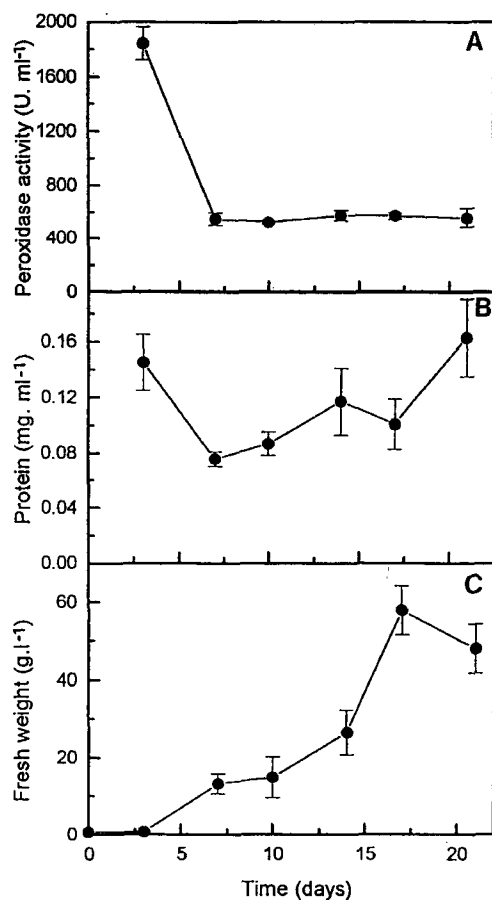 A
Peroxidase activity (U. ml-1)
2000
1600
1200
800
400
0
B
Protein (mg. ml-1)
0.16
0.12
0.08
0.04
0.00
C
Fresh weight (g.l-1)
60
40
20
0
0 5 10 15 20
Time (days)